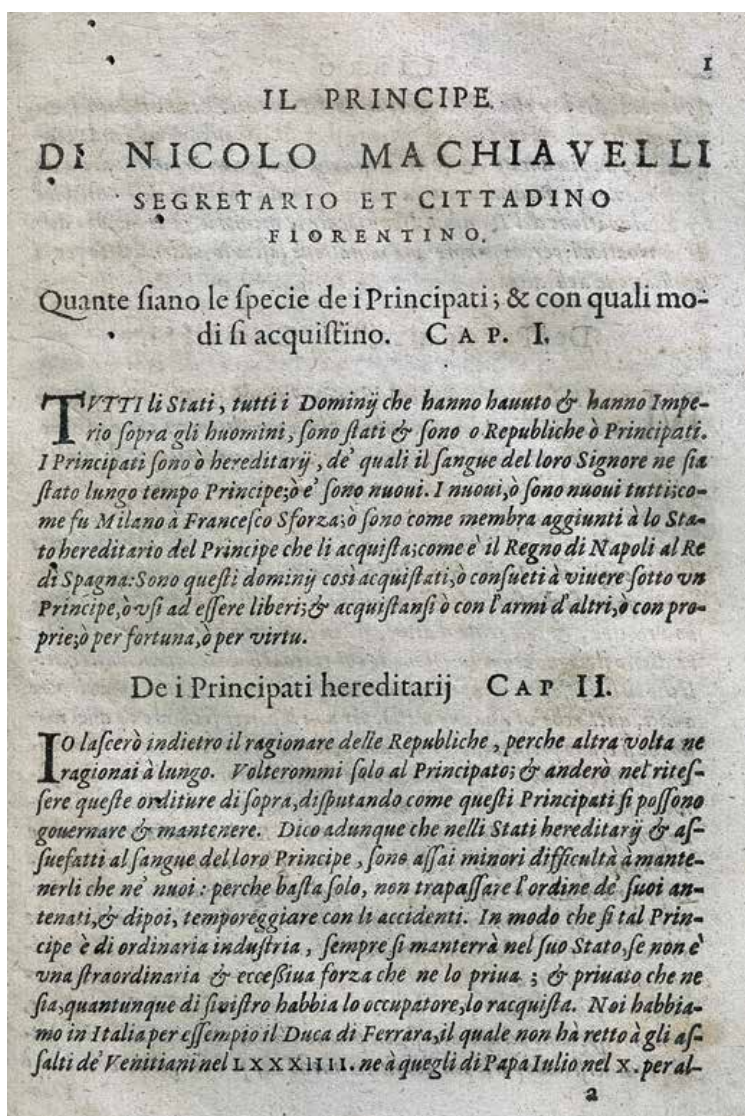 1
IL PRINCIPE
DI NICOLO MACHIAVELLI
SEGRETARIO ET CITTADINO
FIORENTINO.
Quante ſiano le ſpecie de i Principati; & con quali mo-
di ſi acquiſtino. CAP. I.
TVTTI li Stati, tutti i Dominij che hanno hauuto & hanno Impe-
rio ſopra gli huomini, ſono ſtati & ſono o Republiche ò Principati.
I Principati ſono ò hereditarij, de' quali il ſangue del loro Signore ne ſia
ſtato lungo tempo Principe; ò e' ſono nuoui. I nuoui, ò ſono nuoui tutti; co-
me fu Milano à Franceſco Sforza; ò ſono come membra aggiunti à lo Sta-
to hereditario del Principe che li acquiſta; come è il Regno di Napoli al Re
di Spagna: Sono queſti dominij cosi acquiſtati, ò conſueti à viuere ſotto vn
Principe, ò vſi ad eſſere liberi; & acquiſtanſi ò con l'armi d'altri, ò con pro-
prie; ò per fortuna, ò per virtu.
De i Principati hereditarij CAP II.
IO laſcerò indietro il ragionare delle Republiche, perche altra volta ne
ragionai à lungo. Volterommi ſolo al Principato; & anderò nel riteſ-
ſere queſte orditure di ſopra, diſputando come queſti Principati ſi poſſono
gouernare & mantenere. Dico adunque che nelli Stati hereditarij & aſ-
ſuefatti al ſangue del loro Principe, ſono aſſai minori difficultà à mante-
nerli che ne' nuoi: perche baſta ſolo, non trapaſſare l'ordine de' ſuoi an-
tenati, & dipoi, temporeggiare con li accidenti. In modo che ſi tal Prin-
cipe è di ordinaria induſtria, ſempre ſi manterrà nel ſuo Stato, ſe non è
vna ſtraordinaria & ecceßiua forza che ne lo priua; & priuato che ne
ſia, quantunque di ſiniſtro habbia lo occupatore, lo racquiſta. Noi habbia-
mo in Italia per eſſempio il Duca di Ferrara, il quale non hà retto à gli aſ-
ſalti de' Venitiani nel LXXXIIII. ne à quegli di Papa Iulio nel X. per al-
a